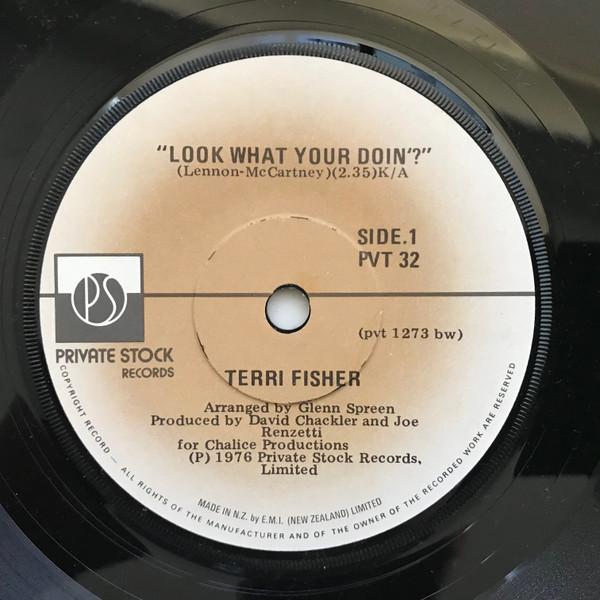 "LOOK WHAT YOUR DOIN'?"
(Lennon-McCartney)(2.35)K/A
SIDE.1
PVT 32
PS
PRIVATE STOCK
RECORDS
(pvt 1273 bw)
TERRI FISHER
Arranged by Glenn Spreen
Produced by David Chackler and Joe
Renzetti
for Chalice Productions
(P) 1976 Private Stock Records,
Limited
MADE IN N.Z. by E.M.I. (NEW ZEALAND) LIMITED
COPYRIGHT RECORD — ALL RIGHTS OF THE MANUFACTURER AND OF THE OWNER OF THE RECORDED WORK ARE RESERVED